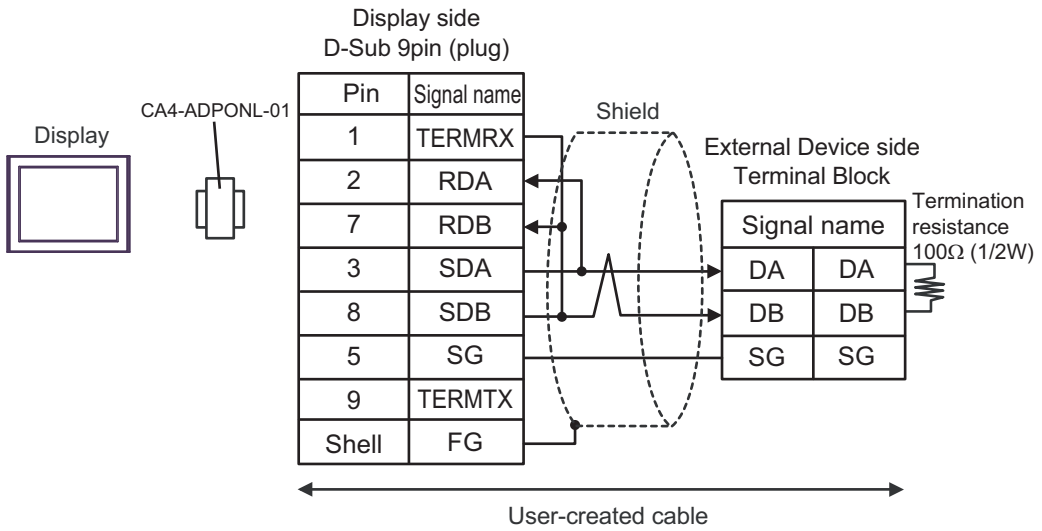 Display side
D-Sub 9pin (plug)
CA4-ADPONL-01
Display
Pin Signal name
1 TERMRX
2 RDA
7 RDB
3 SDA
8 SDB
5 SG
9 TERMTX
Shell FG
Shield
External Device side
Terminal Block
Signal name
DA DA
DB DB
SG SG
Termination
resistance
100Ω (1/2W)
User-created cable